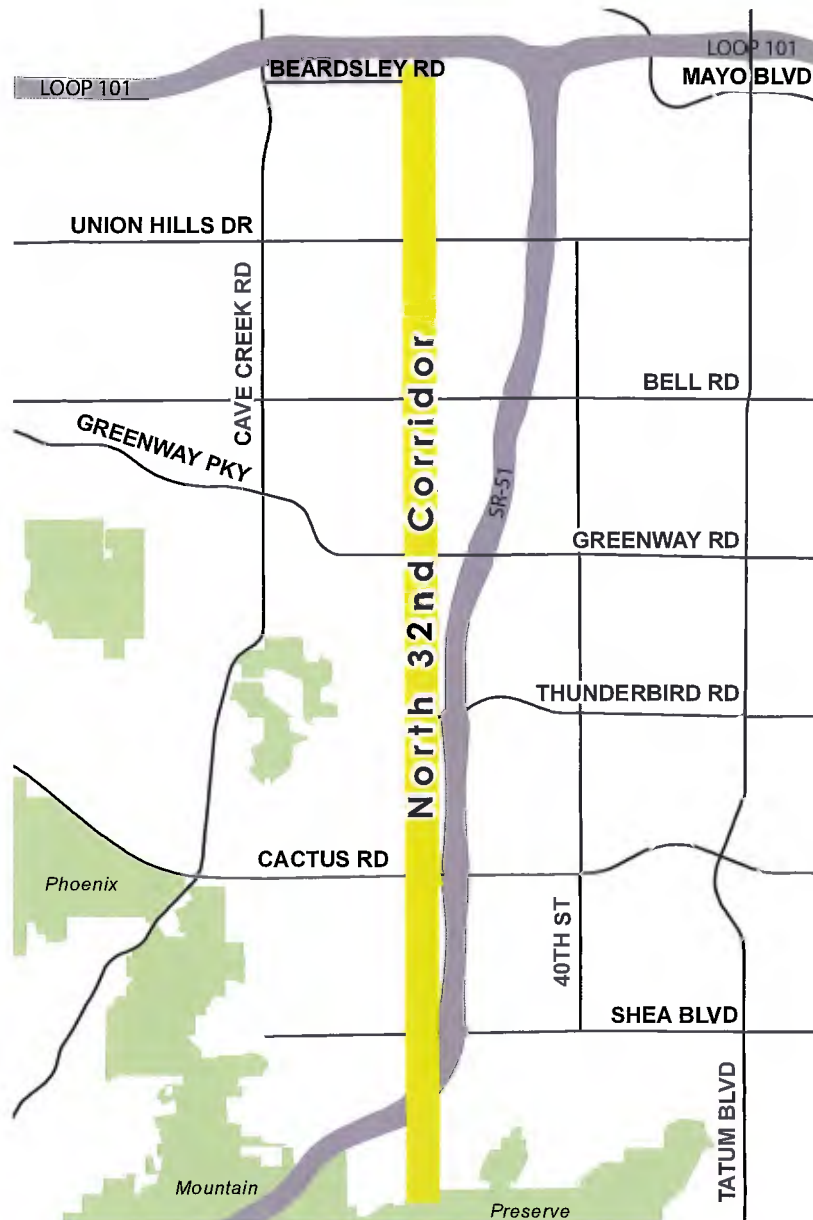 LOOP 101
BEARDSLEY RD
LOOP 101
MAYO BLVD
UNION HILLS DR
CAVE CREEK RD
BELL RD
GREENWAY PKY
North 32nd Corridor
SR-51
GREENWAY RD
THUNDERBIRD RD
CACTUS RD
Phoenix
40TH ST
SHEA BLVD
TATUM BLVD
Mountain
Preserve